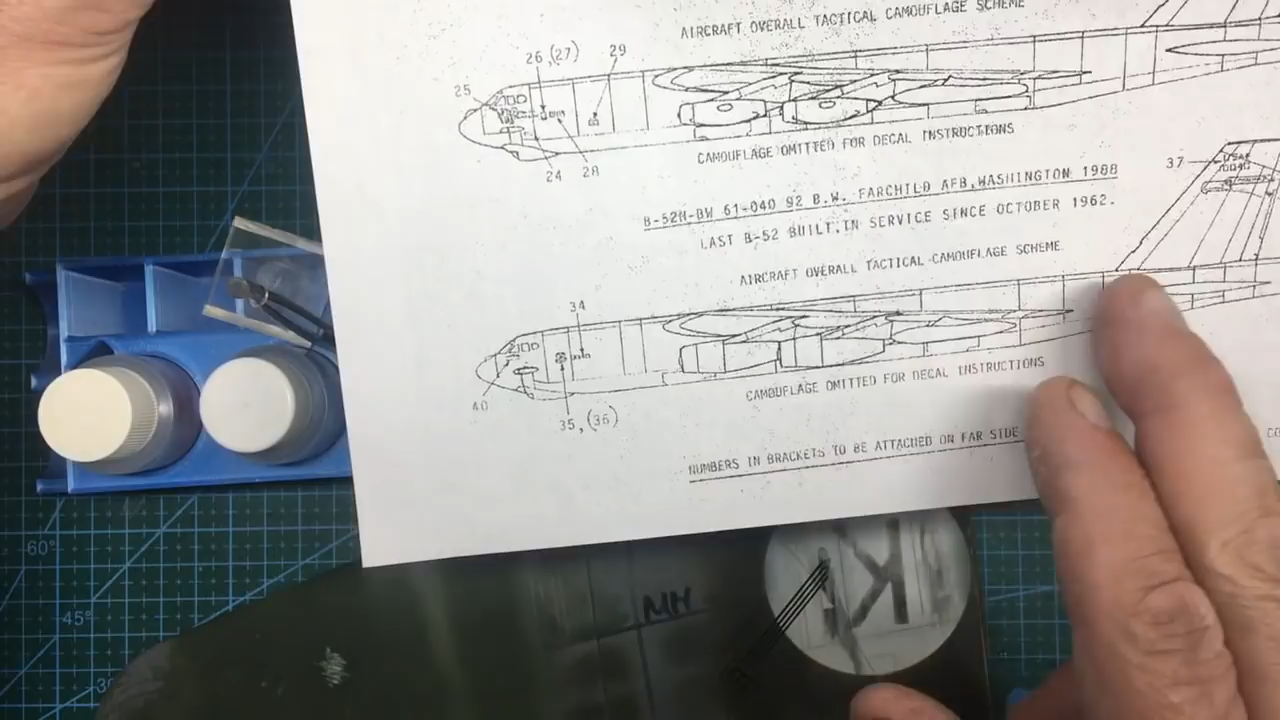 AIRCRAFT OVERALL TACTICAL CAMOUFLAGE SCHEME
26 (27)
29
25
24
28
CAMOUFLAGE OMITTED FOR DECAL INSTRUCTIONS
37
USAF
10040
B-52H-BW 61-040 92 B.W. FARCHILD AFB,WASHINGTON 1988
LAST B-52 BUILT,IN SERVICE SINCE OCTOBER 1962.
AIRCRAFT OVERALL TACTICAL CAMOUFLAGE SCHEME
34
40
35,(36)
CAMOUFLAGE OMITTED FOR DECAL INSTRUCTIONS
NUMBERS IN BRACKETS TO BE ATTACHED ON FAR SIDE
CO
60°
45°
MH
K